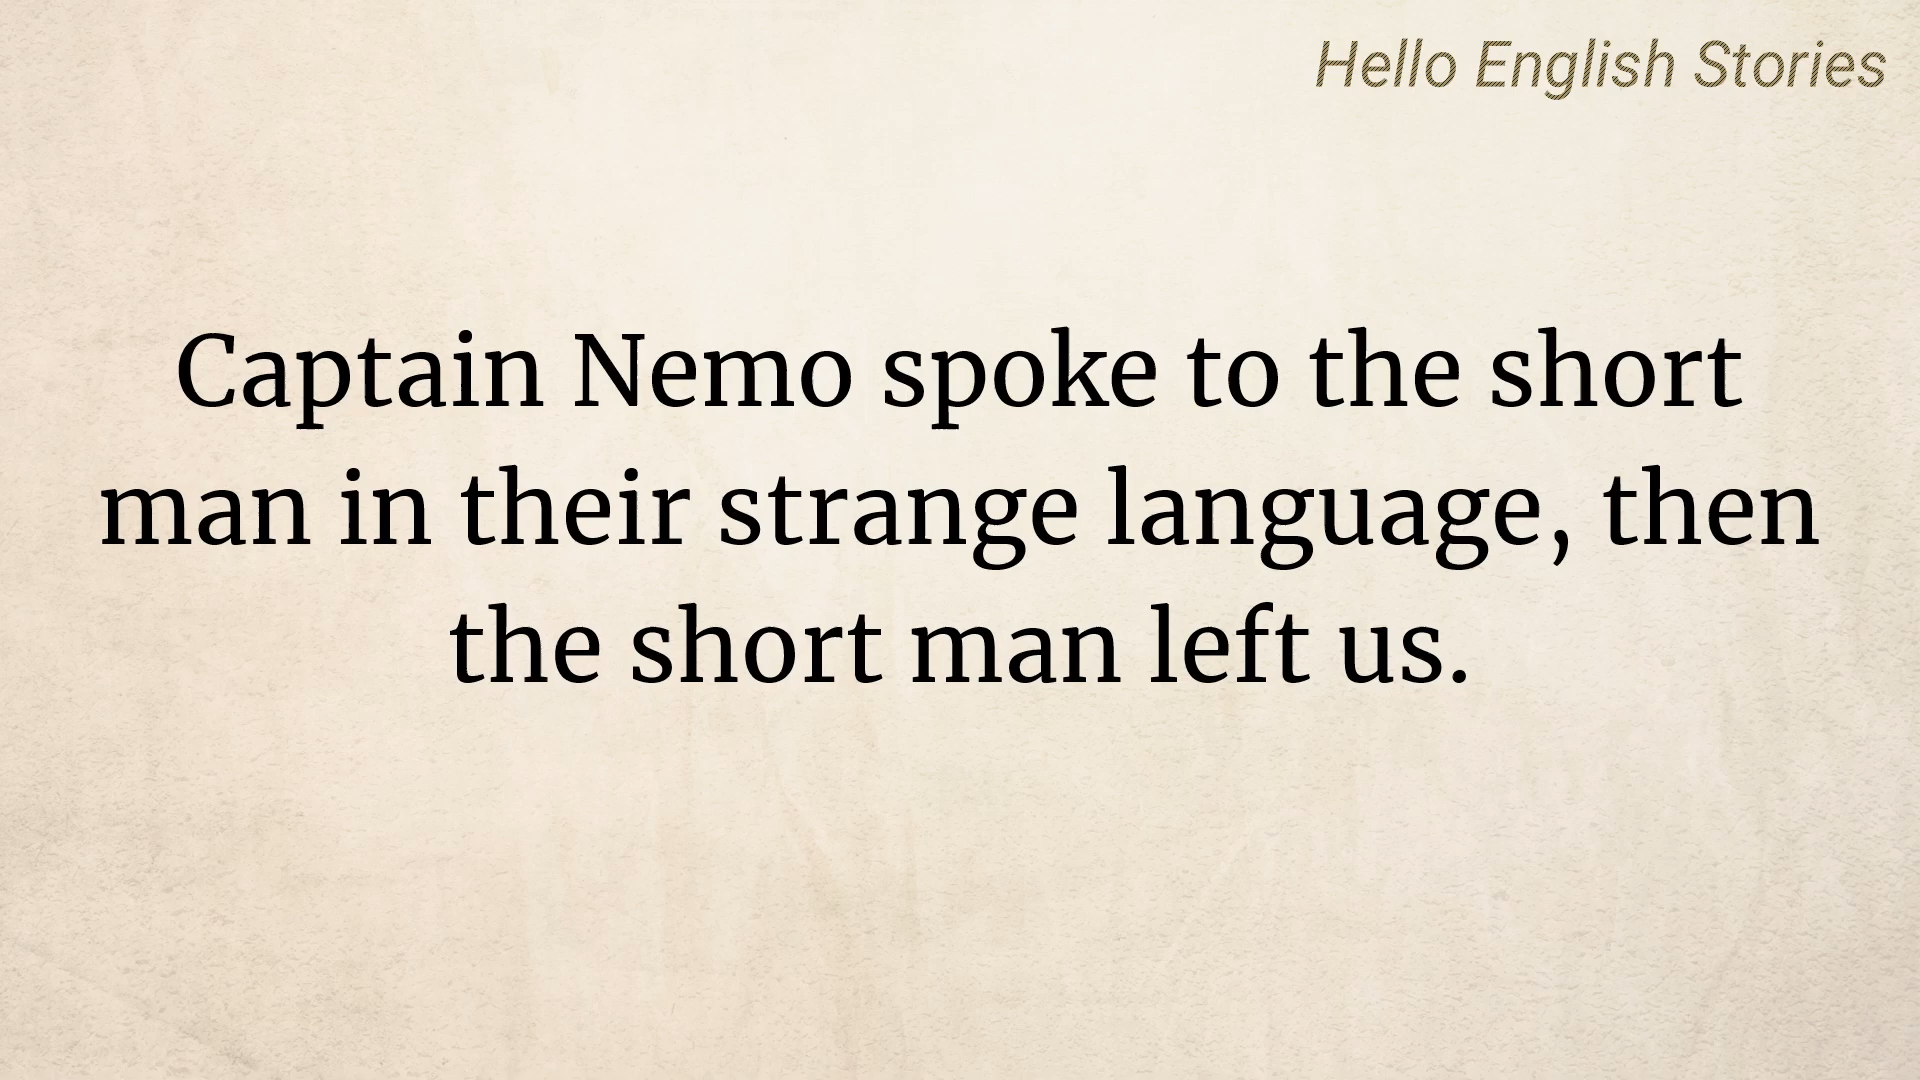 Hello English Stories
Captain Nemo spoke to the short
man in their strange language, then
the short man left us.